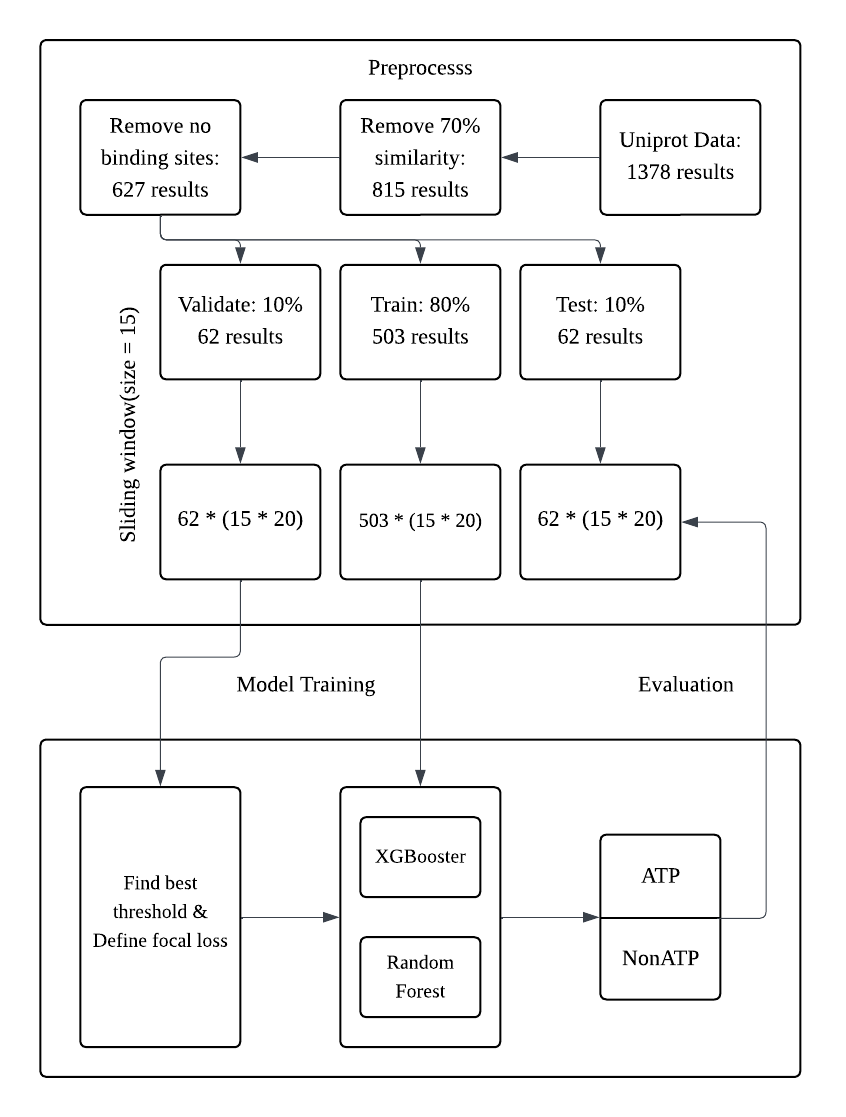 Preprocesss
Remove no
binding sites:
627 results
Remove 70%
similarity:
815 results
Uniprot Data:
1378 results
Validate: 10%
62 results
Train: 80%
503 results
Test: 10%
62 results
Sliding window(size = 15)
62 * (15 * 20)
503 * (15 * 20)
62 * (15 * 20)
Model Training
Evaluation
Find best
threshold &
Define focal loss
XGBooster
Random
Forest
ATP
NonATP